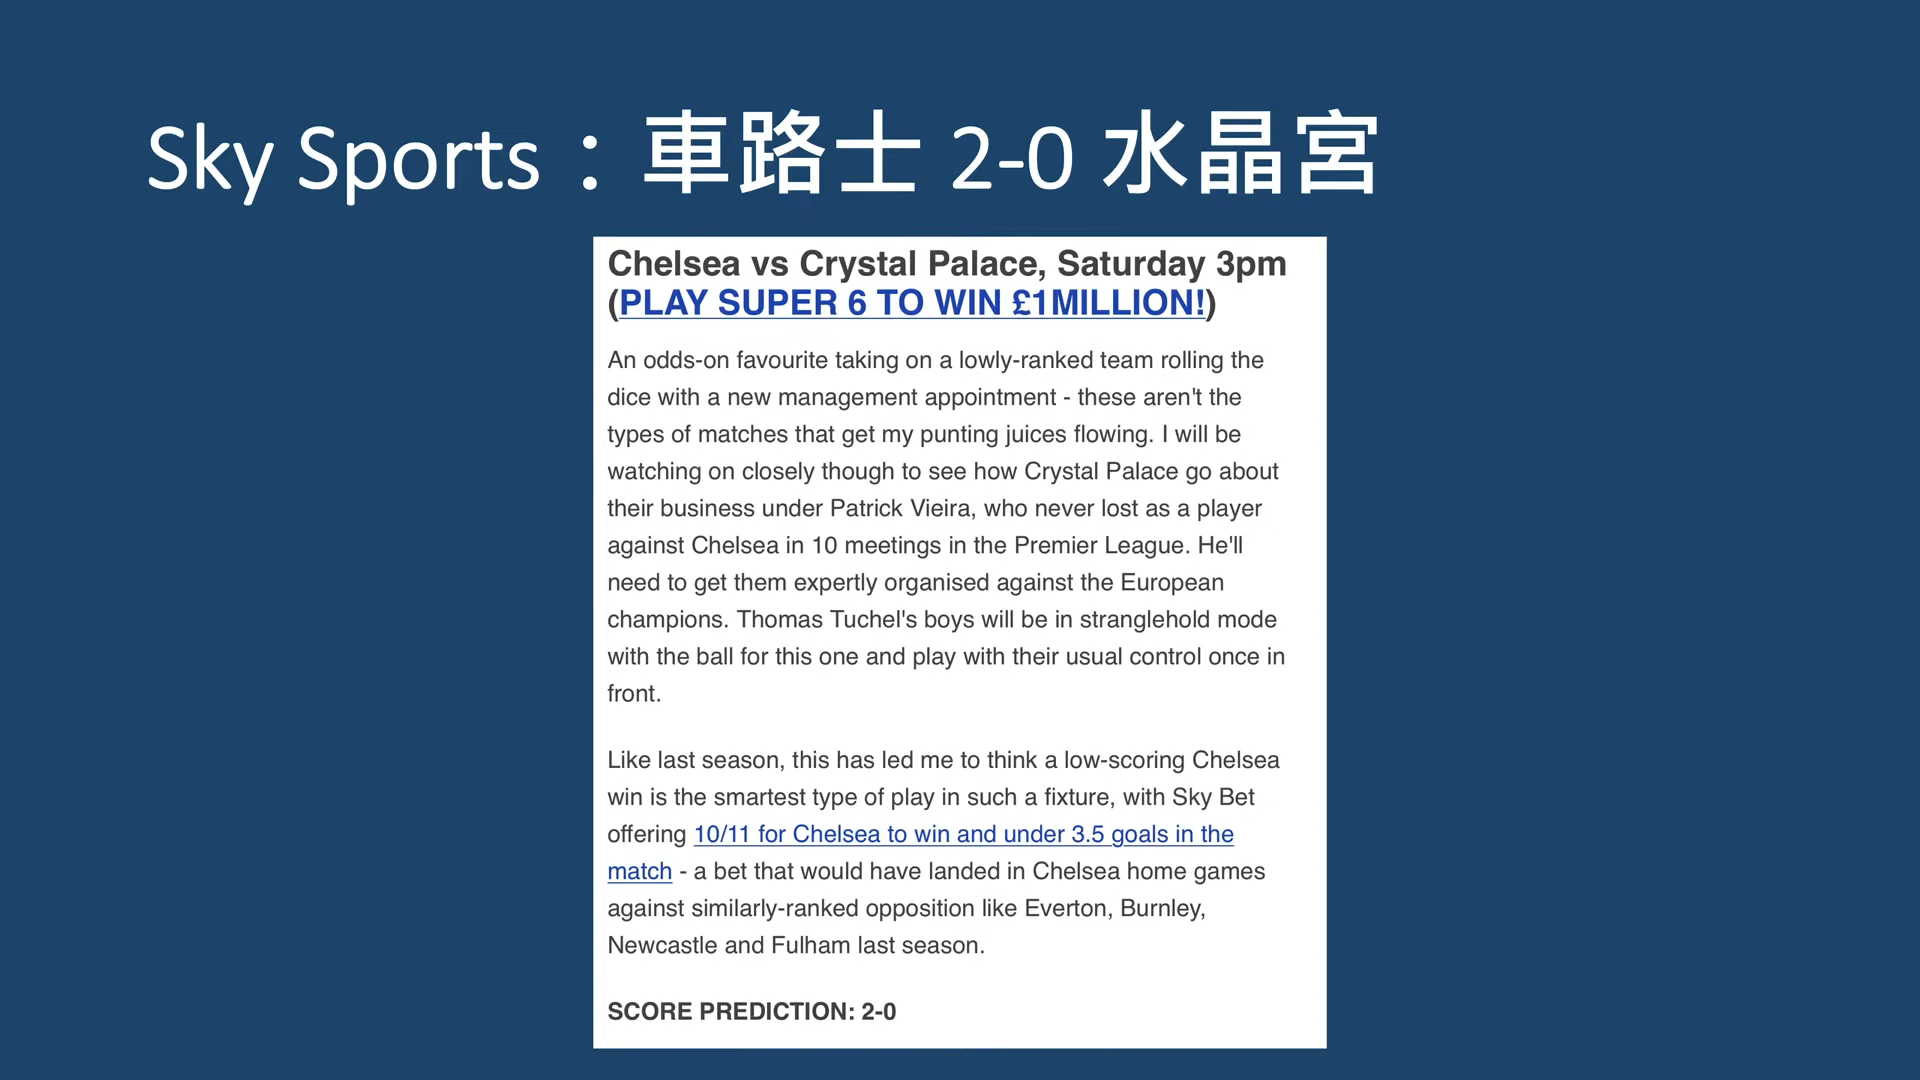 Sky Sports：車路士 2-0 水晶宮
Chelsea vs Crystal Palace, Saturday 3pm
(PLAY SUPER 6 TO WIN £1MILLION!)
An odds-on favourite taking on a lowly-ranked team rolling the
dice with a new management appointment - these aren't the
types of matches that get my punting juices flowing. I will be
watching on closely though to see how Crystal Palace go about
their business under Patrick Vieira, who never lost as a player
against Chelsea in 10 meetings in the Premier League. He'll
need to get them expertly organised against the European
champions. Thomas Tuchel's boys will be in stranglehold mode
with the ball for this one and play with their usual control once in
front.
Like last season, this has led me to think a low-scoring Chelsea
win is the smartest type of play in such a fixture, with Sky Bet
offering 10/11 for Chelsea to win and under 3.5 goals in the
match - a bet that would have landed in Chelsea home games
against similarly-ranked opposition like Everton, Burnley,
Newcastle and Fulham last season.
SCORE PREDICTION: 2-0